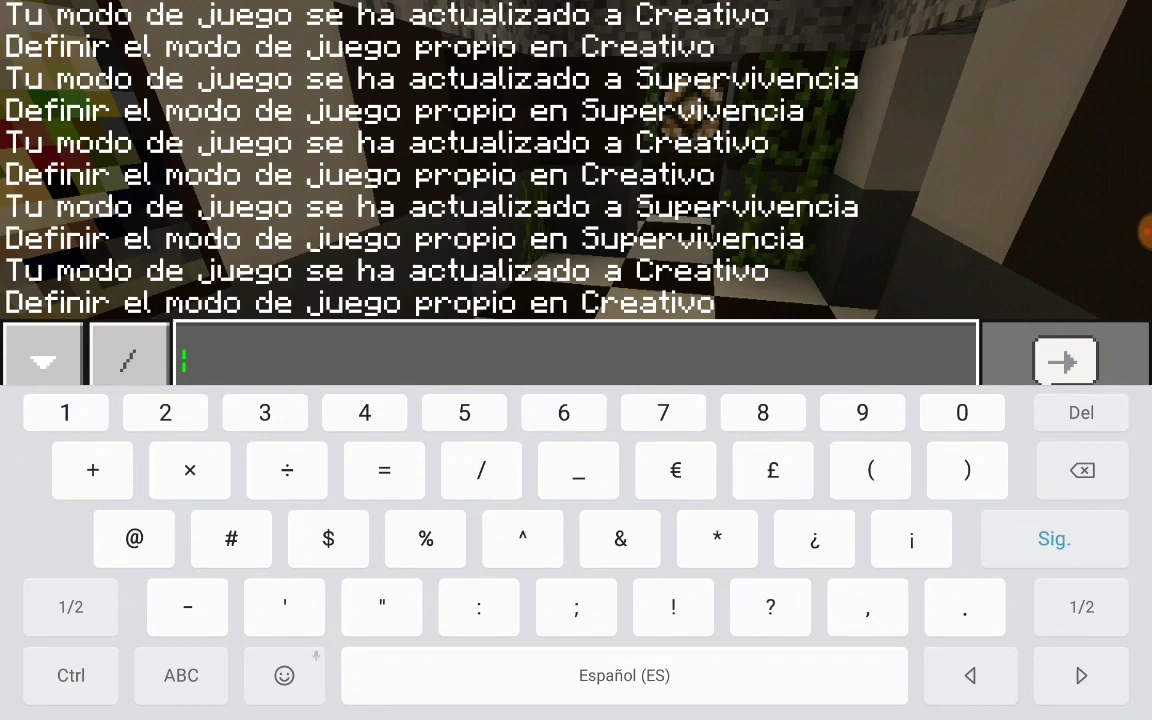 Tu modo de juego se ha actualizado a Creativo
Definir el modo de juego propio en Creativo
Tu modo de juego se ha actualizado a Supervivencia
Definir el modo de juego propio en Supervivencia
Tu modo de juego se ha actualizado a Creativo
Definir el modo de juego propio en Creativo
Tu modo de juego se ha actualizado a Supervivencia
Definir el modo de juego propio en Supervivencia
Tu modo de juego se ha actualizado a Creativo
Definir el modo de juego propio en Creativo
/
1 2 3 4 5 6 7 8 9 0 Del
+ × ÷ = / _ € £ ( )
@ # $ % ^ & * ¿ ¡ Sig.
1/2 - ' " : ; ! ? , . 1/2
Ctrl ABC Español (ES)